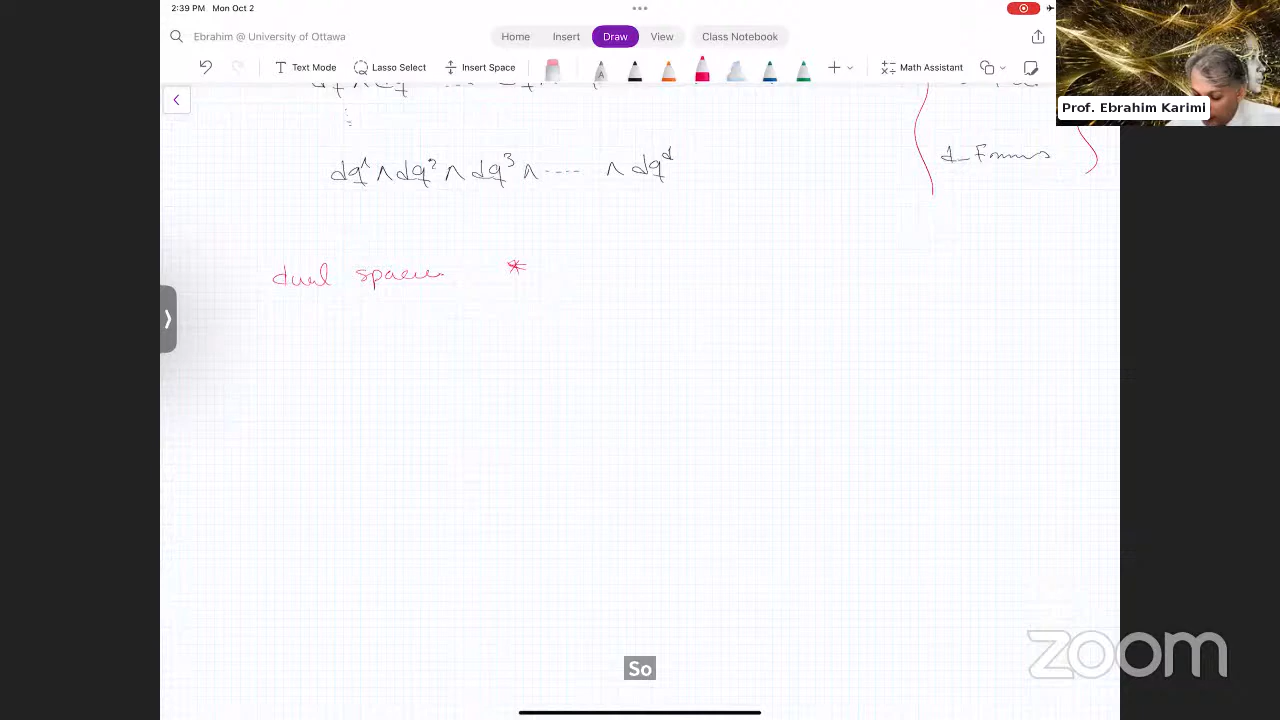 2:39 PM Mon Oct 2
Ebrahim @ University of Ottawa
Home Insert Draw View Class Notebook
Text Mode Lasso Select Insert Space Math Assistant
Prof. Ebrahim Karimi
d-Forms
dq¹ ∧ dq² ∧ dq³ ∧ .... ∧ dqᵈ
dual space *
zoom
So